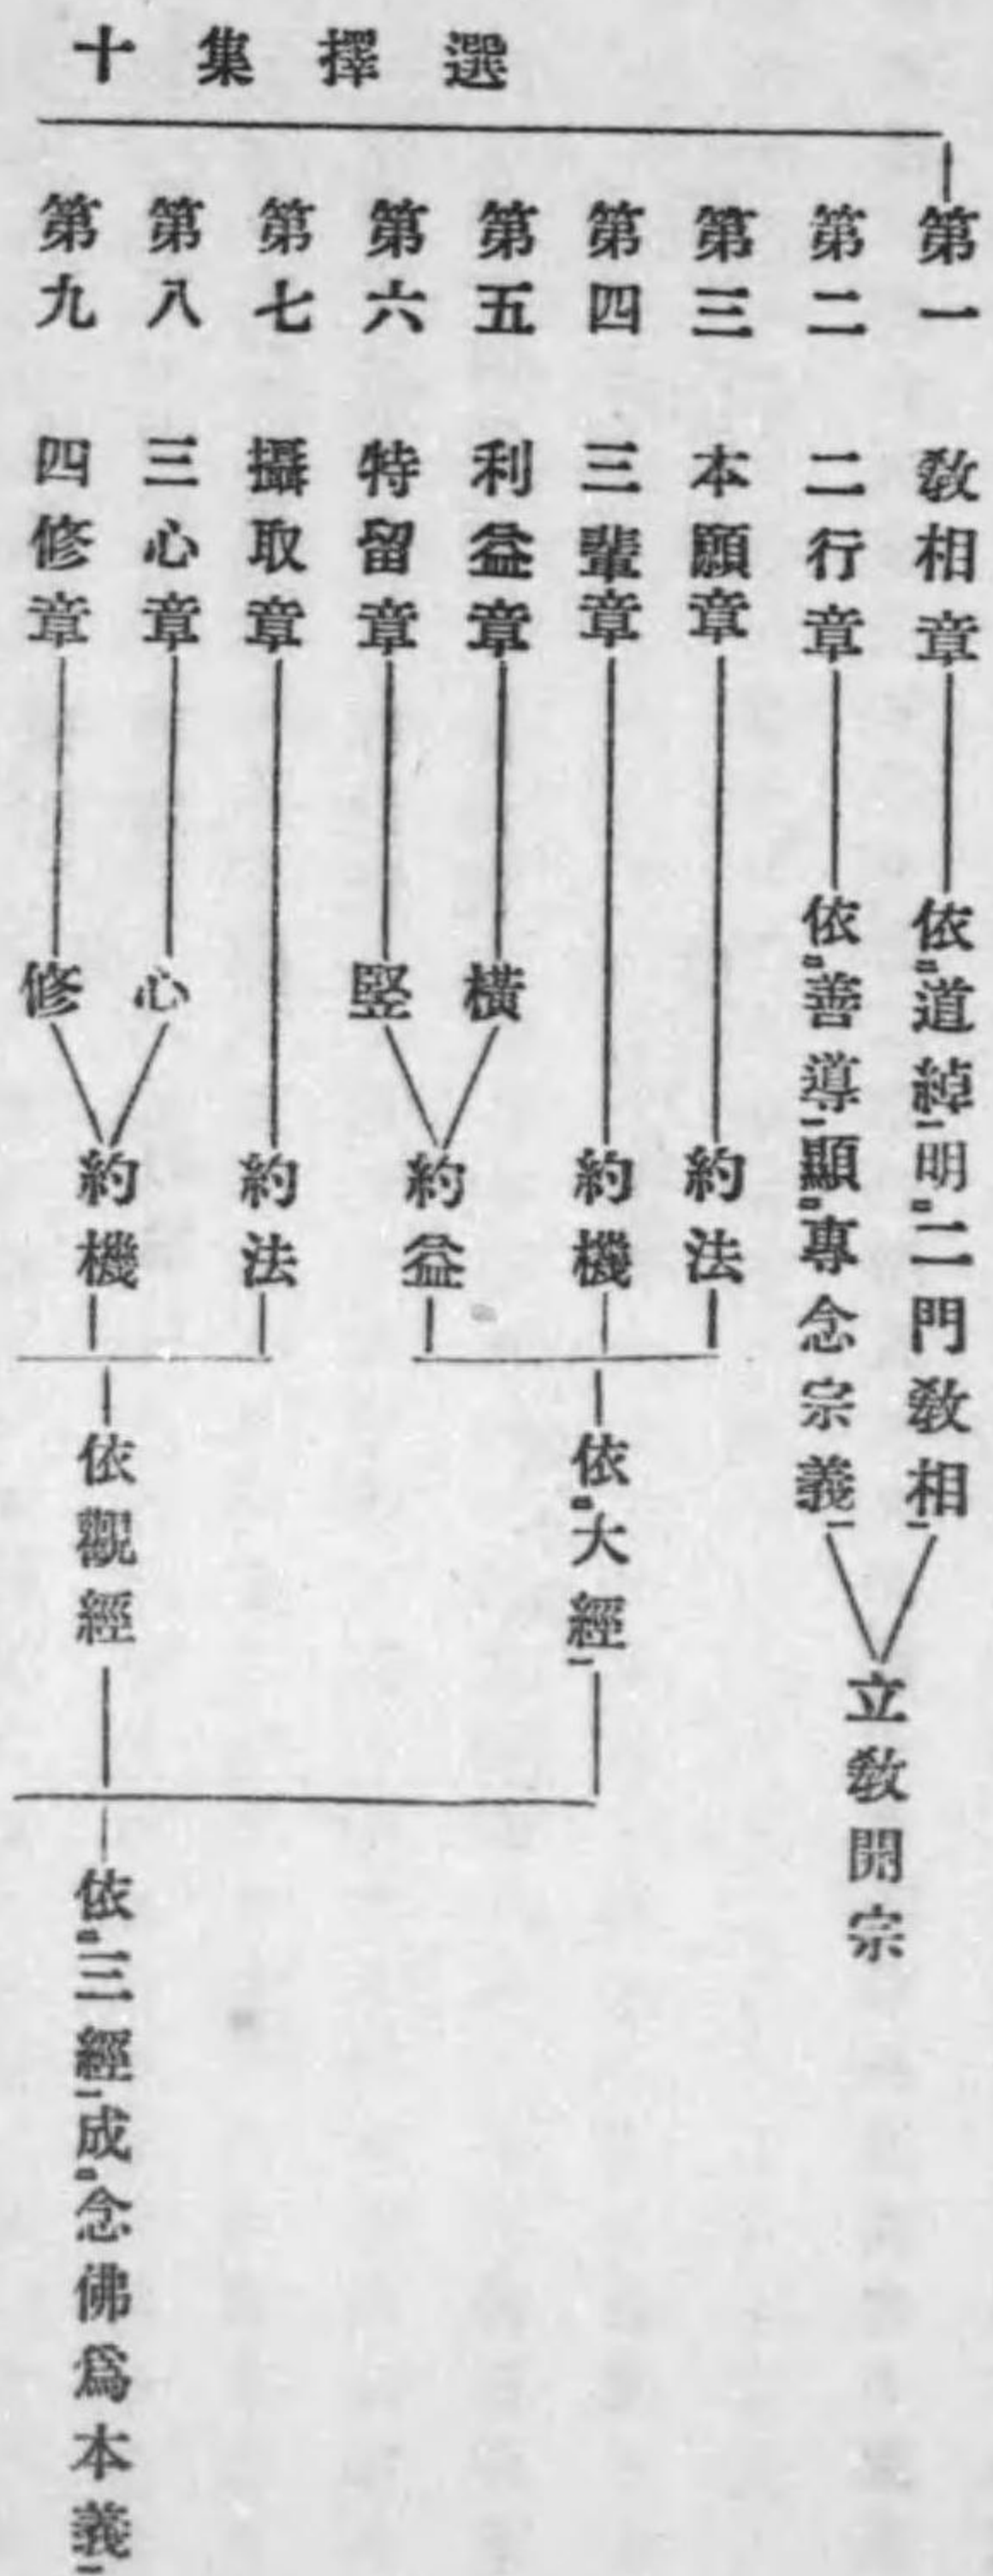 選擇集十
第一 敎相章 依道綽明二門敎相
第二 二行章 依善導顯專念宗義
立敎開宗
第三 本願章 約法
第四 三輩章 約機
第五 利益章 橫
第六 特留章 竪
約益
依大經
第七 攝取章 約法
第八 三心章 心
第九 四修章 修
約機
依觀經
依三經成念佛爲本義